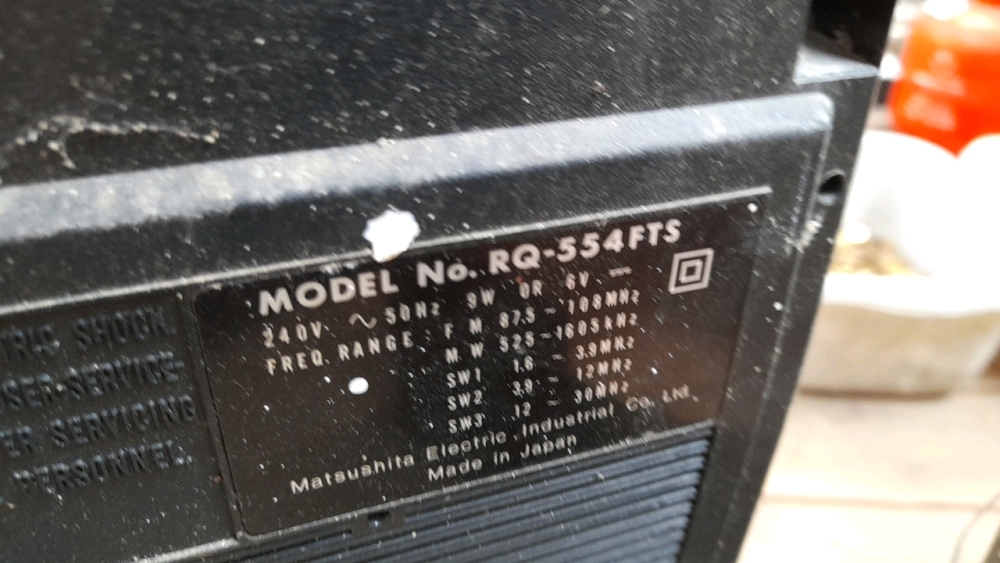 MODEL No. RQ-554FTS
240V ~ 50Hz 9W OR 6V ⎓
FREQ. RANGE: FM 87.5 ~ 108MHz
MW 525 ~ 1605kHz
SW1 1.6 ~ 3.9MHz
SW2 3.9 ~ 12MHz
SW3 12 ~ 30MHz
Matsushita Electric Industrial Co. Ltd.
Made in Japan
SHOCK
USER-SERVICE
SERVICING
PERSONNEL.